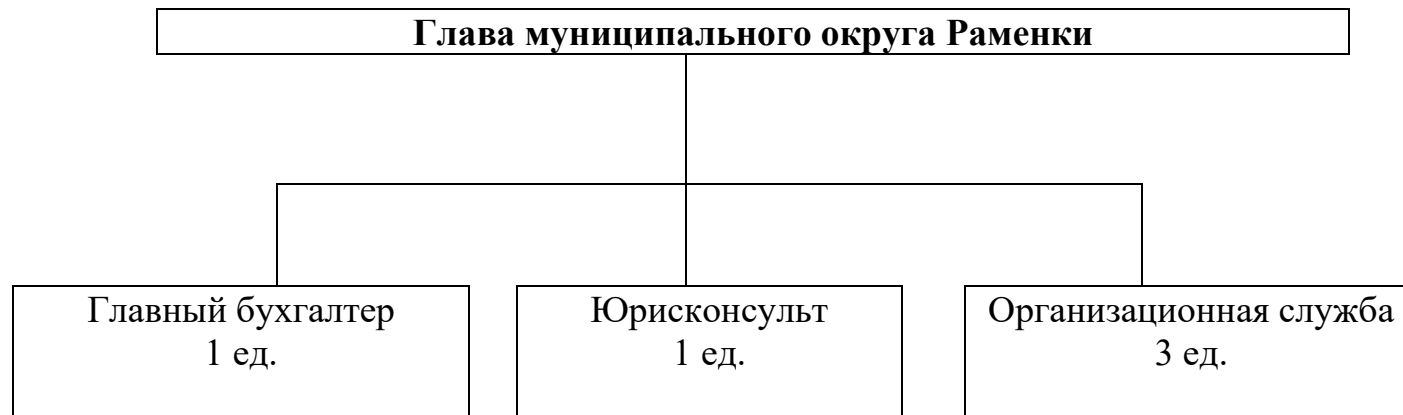 Глава муниципального округа Раменки
Главный бухгалтер
1 ед.
Юрисконсульт
1 ед.
Организационная служба
3 ед.